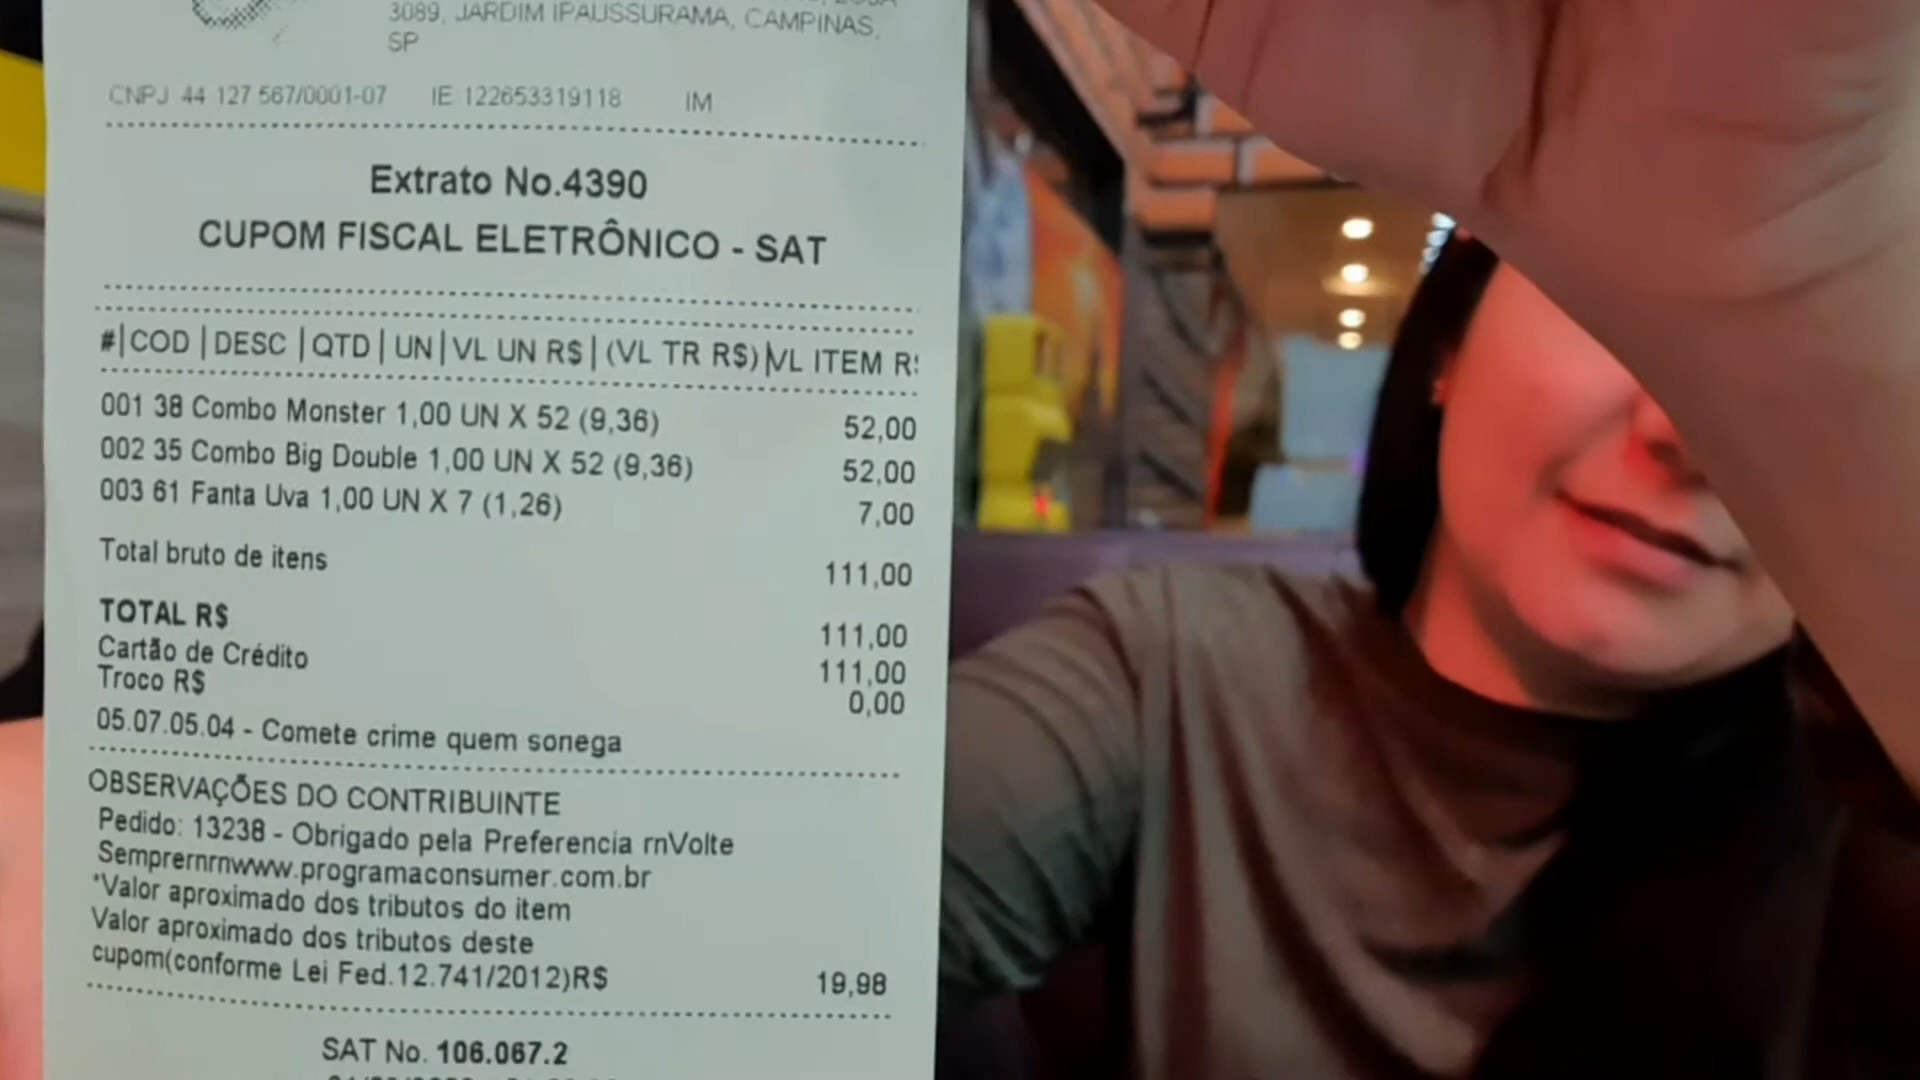 3089, JARDIM IPAUSSURAMA, CAMPINAS,
SP
CNPJ 44 127 567/0001-07 IE 122653319118 IM
Extrato No.4390
CUPOM FISCAL ELETRÔNICO - SAT
#|COD|DESC|QTD|UN|VL UN R$|(VL TR R$)|VL ITEM R$
001 38 Combo Monster 1,00 UN X 52 (9,36) 52,00
002 35 Combo Big Double 1,00 UN X 52 (9,36) 52,00
003 61 Fanta Uva 1,00 UN X 7 (1,26) 7,00
Total bruto de itens 111,00
TOTAL R$ 111,00
Cartão de Crédito 111,00
Troco R$ 0,00
05.07.05.04 - Comete crime quem sonega
OBSERVAÇÕES DO CONTRIBUINTE
Pedido: 13238 - Obrigado pela Preferencia rnVolte
Semprernrnwww.programaconsumer.com.br
*Valor aproximado dos tributos do item
Valor aproximado dos tributos deste
cupom(conforme Lei Fed.12.741/2012)R$ 19,98
SAT No. 106.067.2